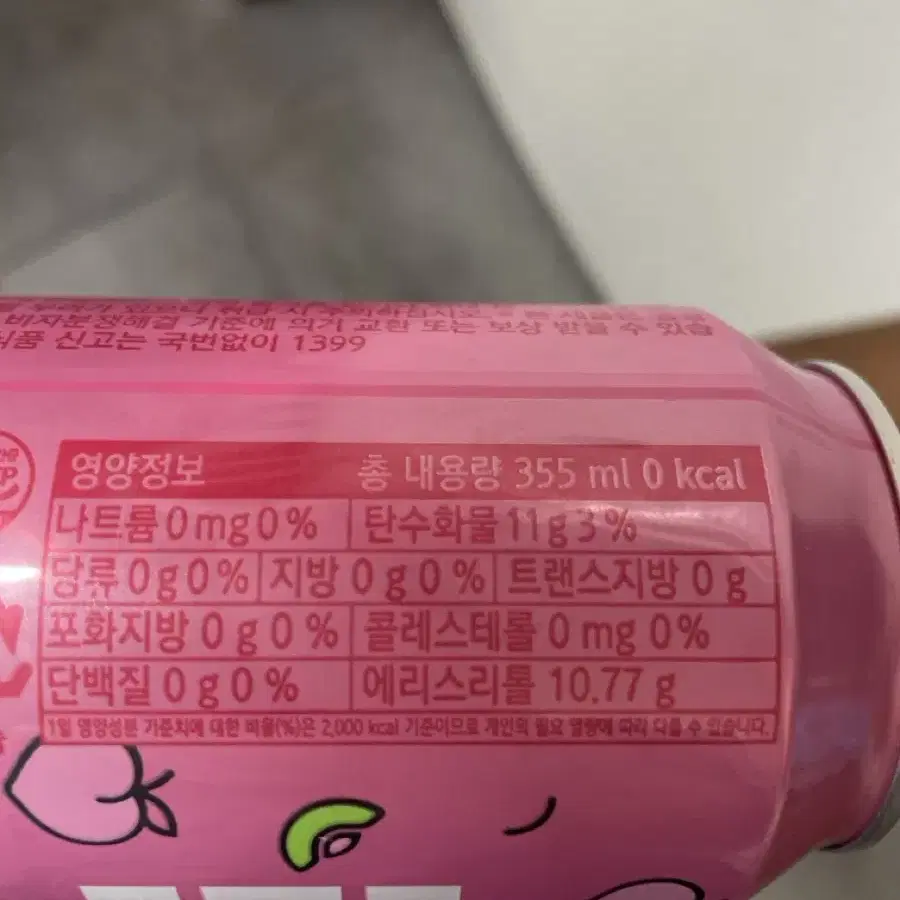 비자분쟁해결 기준에 의거 교환 또는 보상 받을 수 있습
식품 신고는 국번없이 1399
영양정보 총 내용량 355 ml 0 kcal
나트륨 0 mg 0 % 탄수화물 11 g 3 %
당류 0 g 0 % 지방 0 g 0 % 트랜스지방 0 g
포화지방 0 g 0 % 콜레스테롤 0 mg 0 %
단백질 0 g 0 % 에리스리톨 10.77 g
1일 영양성분 기준치에 대한 비율(%)은 2,000 kcal 기준이므로 개인의 필요 열량에 따라 다를 수 있습니다.